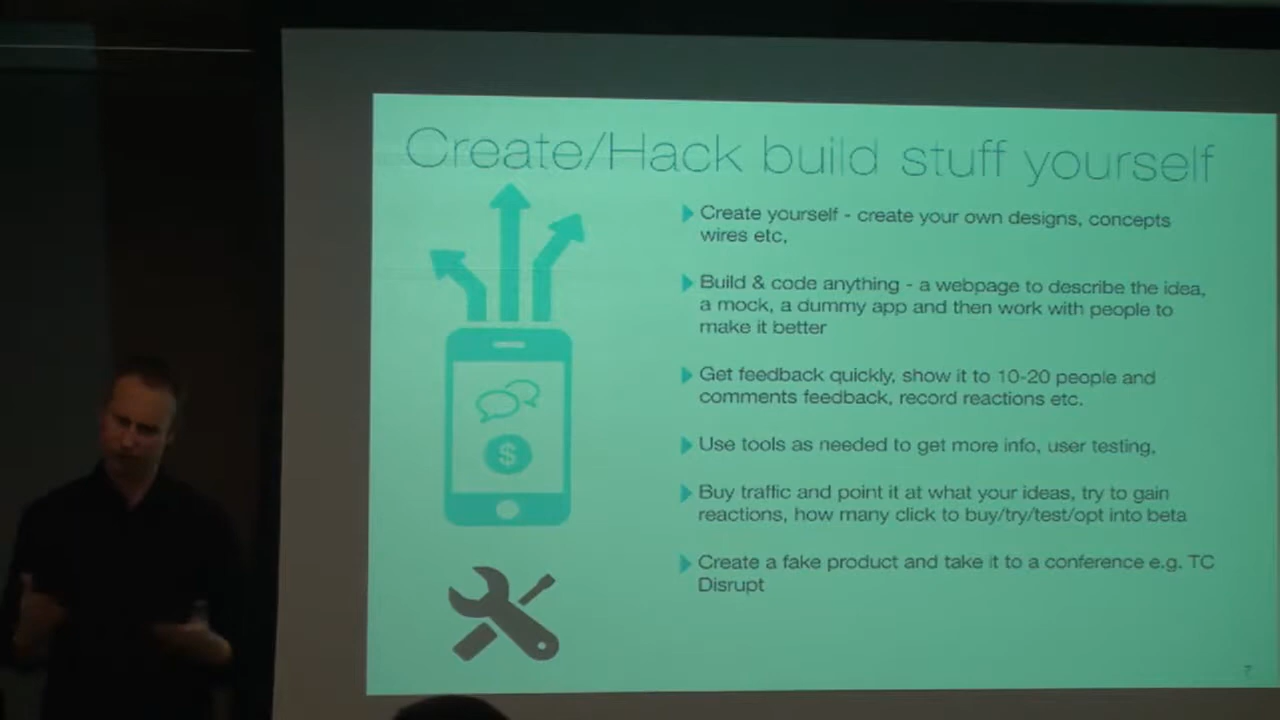 Create/Hack build stuff yourself
Create yourself - create your own designs, concepts
wires etc,
Build & code anything - a webpage to describe the idea,
a mock, a dummy app and then work with people to
make it better
Get feedback quickly, show it to 10-20 people and
comments feedback, record reactions etc.
Use tools as needed to get more info, user testing,
Buy traffic and point it at what your ideas, try to gain
reactions, how many click to buy/try/test/opt into beta
Create a fake product and take it to a conference e.g. TC
Disrupt
$
7